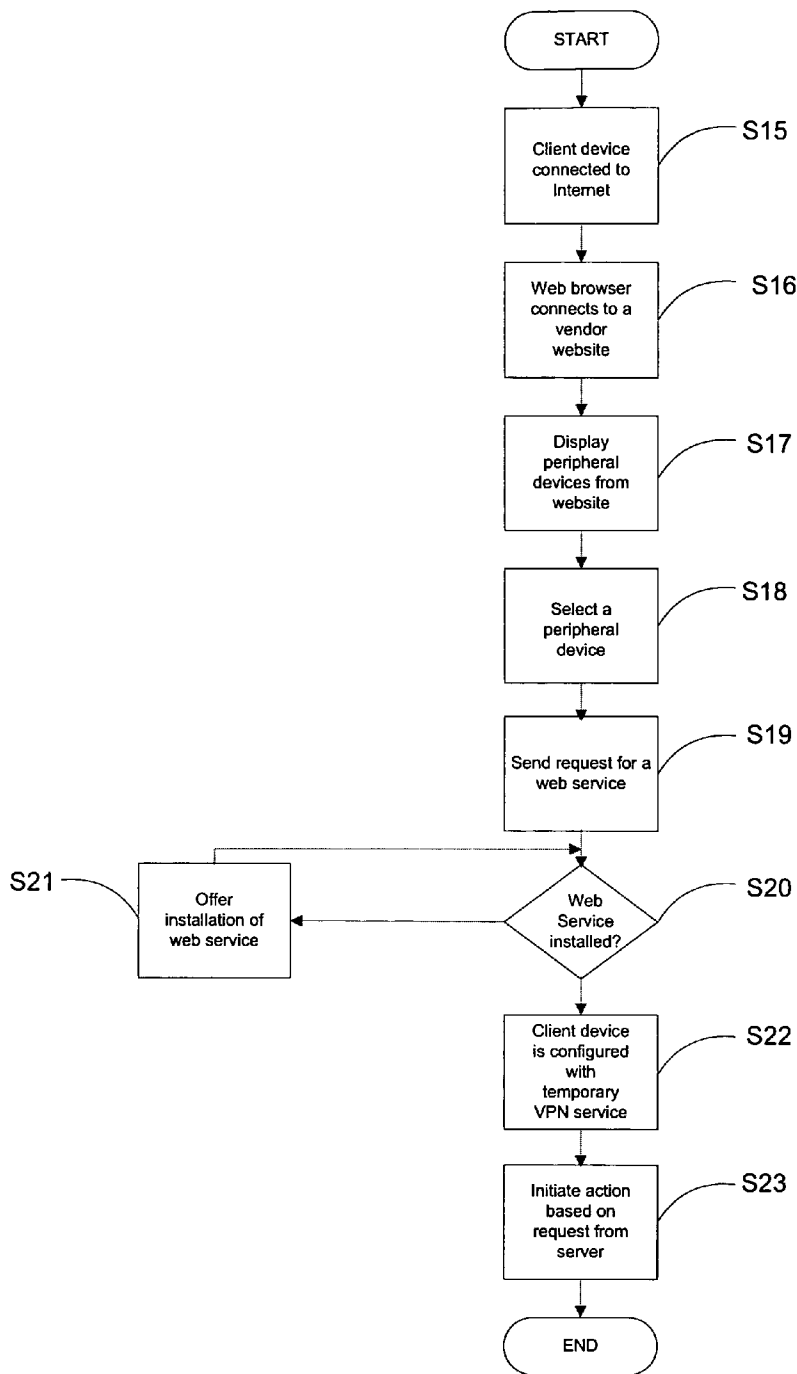 START
Client device
connected to
Internet
S15
Web browser
connects to a
vendor
website
S16
Display
peripheral
devices from
website
S17
Select a
peripheral
device
S18
Send request for a
web service
S19
S21
Offer
installation of
web service
Web
Service
installed?
S20
Client device
is configured
with
temporary
VPN service
S22
Initiate action
based on
request from
server
S23
END